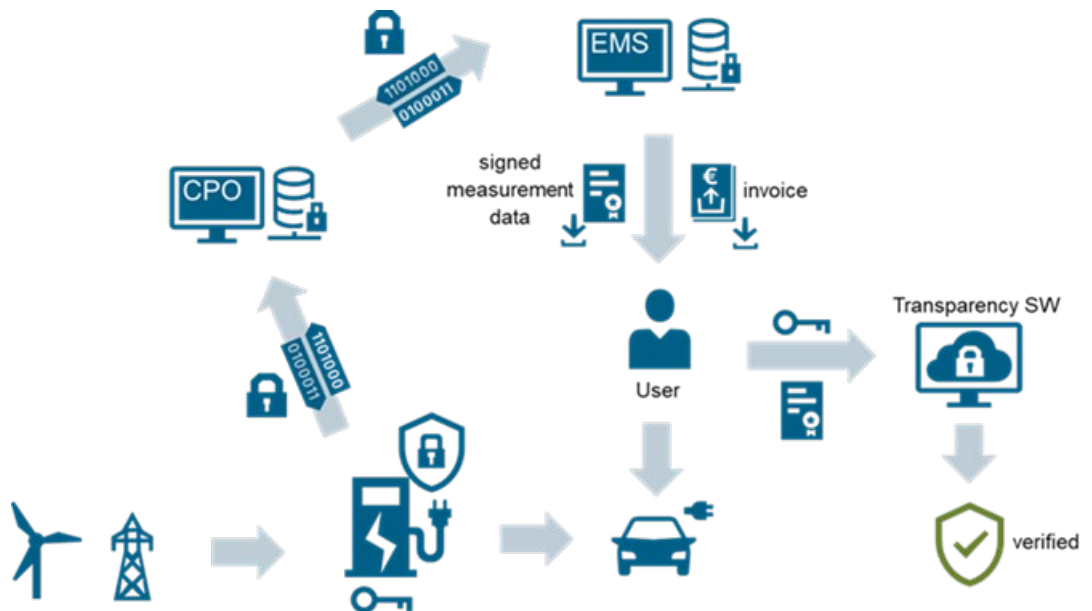 EMS
1101000
0100011
CPO
signed
measurement
data
€
invoice
Transparency SW
User
0100011
1101000
verified